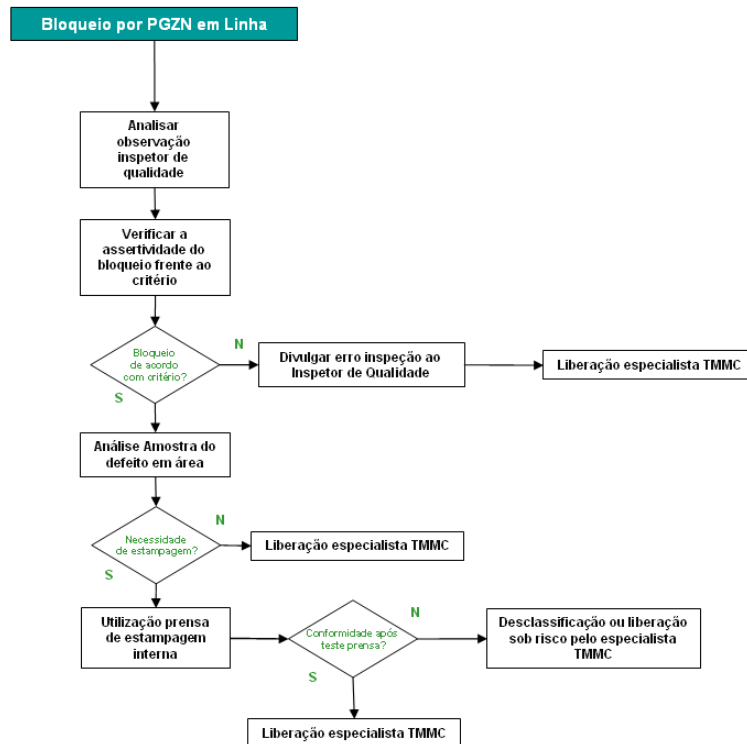 Bloqueio por PGZN em Linha
Analisar
observação
inspetor de
qualidade
Verificar a
assertividade do
bloqueio frente ao
critério
Bloqueio
de acordo
com critério?
N
S
Divulgar erro inspeção ao
Inspetor de Qualidade
Liberação especialista TMMC
Análise Amostra do
defeito em área
Necessidade
de estampagem?
N
S
Liberação especialista TMMC
Utilização prensa
de estampagem
interna
Conformidade após
teste prensa?
N
S
Desclassificação ou liberação
sob risco pelo especialista
TMMC
Liberação especialista TMMC